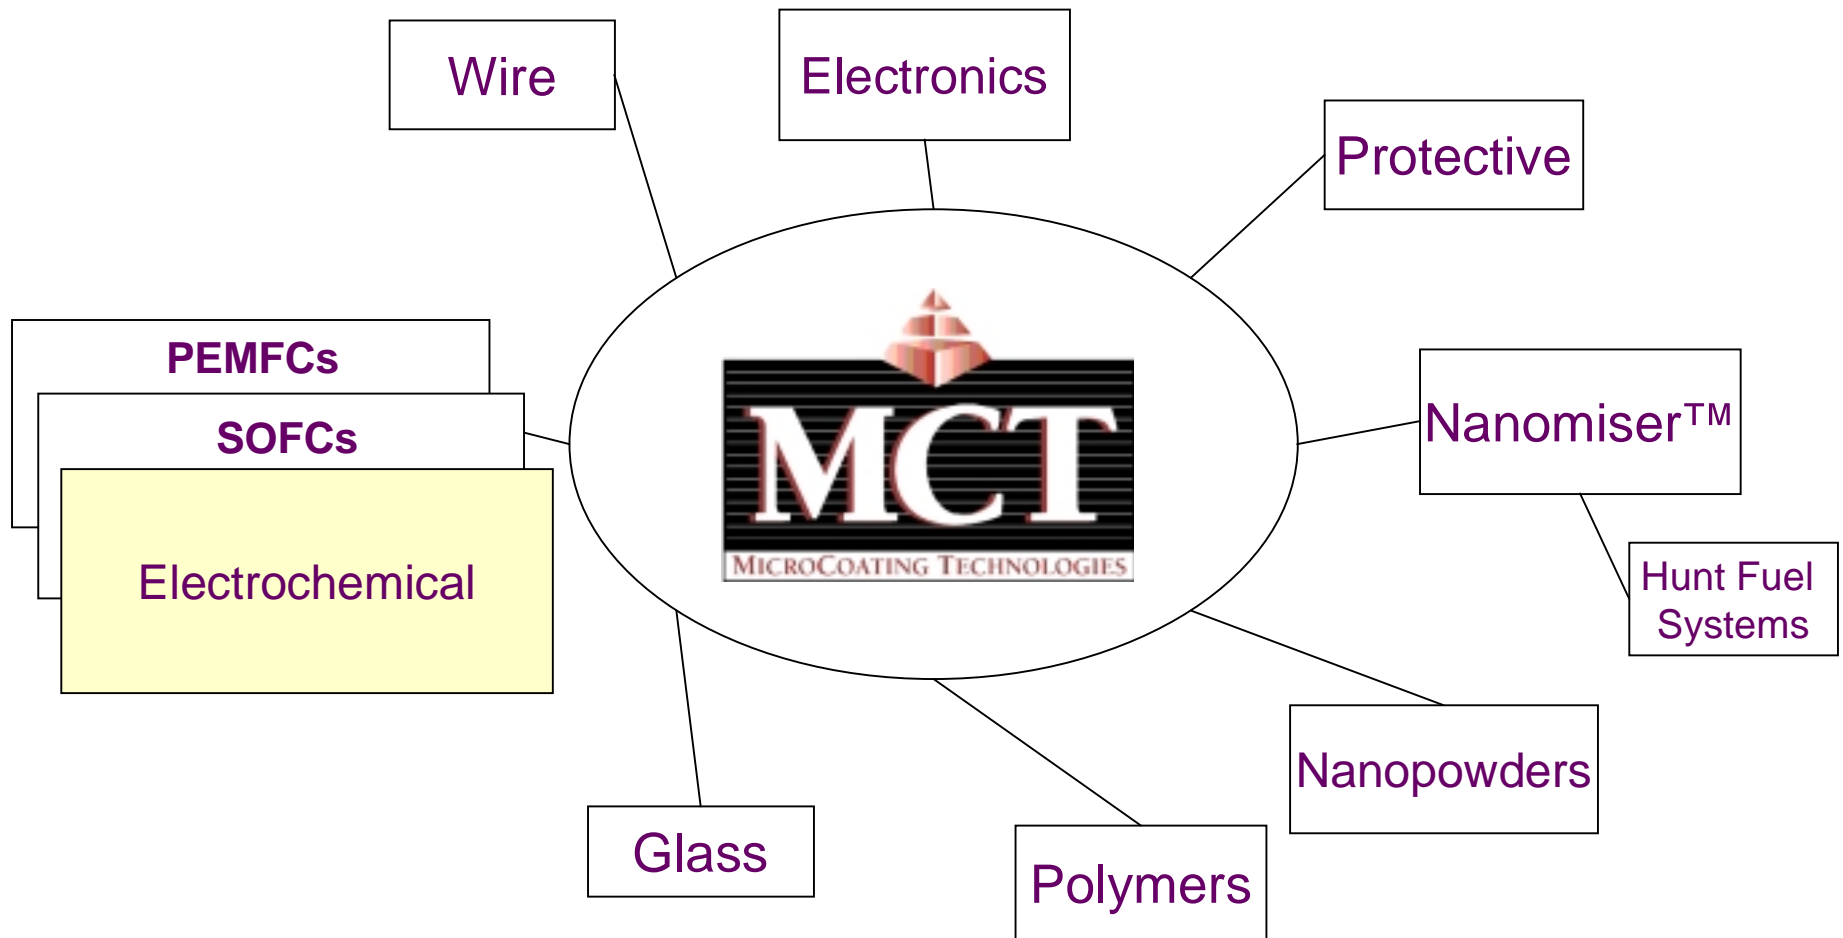 Wire
Electronics
Protective
PEMFCs
SOFCs
Electrochemical
MCT
MICROCOATING TECHNOLOGIES
Nanomiser™
Hunt Fuel
Systems
Nanopowders
Glass
Polymers